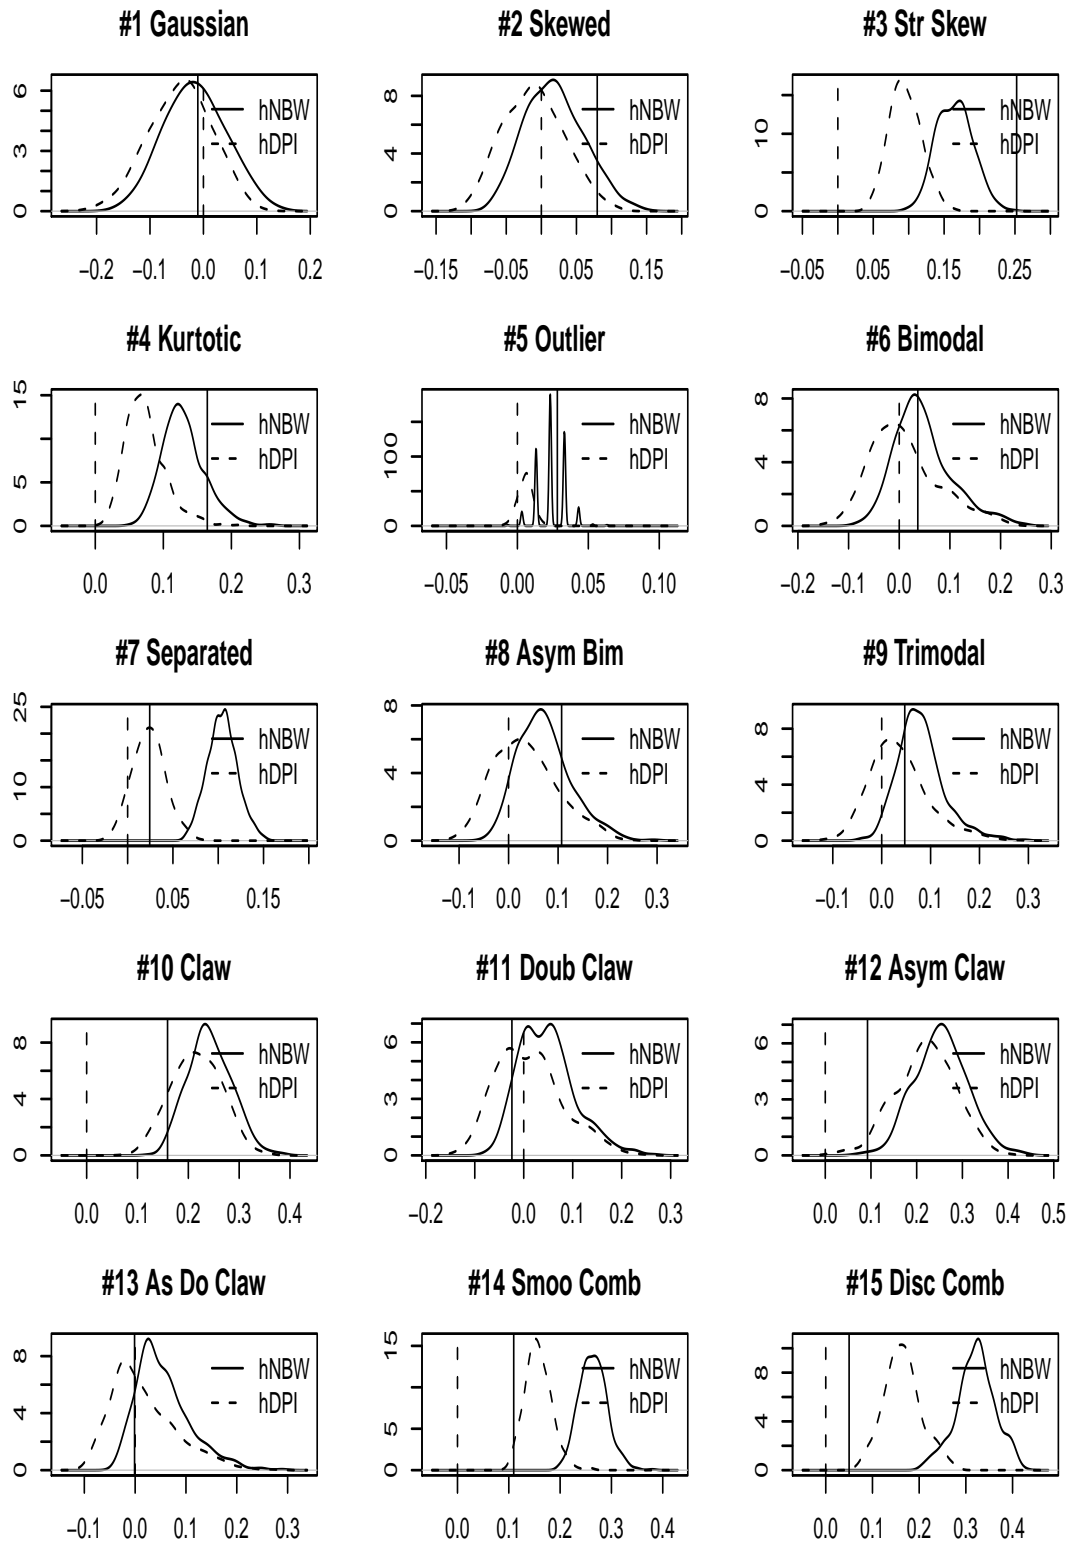 #1 Gaussian #2 Skewed #3 Str Skew
6 3 0 hNBW hDPI −0.2 −0.1 0.0 0.1 0.2
8 4 0 hNBW hDPI −0.15 −0.05 0.05 0.15
10 0 hNBW hDPI −0.05 0.05 0.15 0.25
#4 Kurtotic #5 Outlier #6 Bimodal
15 5 0 hNBW hDPI 0.0 0.1 0.2 0.3
100 0 hNBW hDPI −0.05 0.00 0.05 0.10
8 4 0 hNBW hDPI −0.2 −0.1 0.0 0.1 0.2 0.3
#7 Separated #8 Asym Bim #9 Trimodal
25 10 0 hNBW hDPI −0.05 0.05 0.15
8 4 0 hNBW hDPI −0.1 0.0 0.1 0.2 0.3
8 4 0 hNBW hDPI −0.1 0.0 0.1 0.2 0.3
#10 Claw #11 Doub Claw #12 Asym Claw
8 4 0 hNBW hDPI 0.0 0.1 0.2 0.3 0.4
6 3 0 hNBW hDPI −0.2 0.0 0.1 0.2 0.3
6 3 0 hNBW hDPI 0.0 0.1 0.2 0.3 0.4 0.5
#13 As Do Claw #14 Smoo Comb #15 Disc Comb
8 4 0 hNBW hDPI −0.1 0.0 0.1 0.2 0.3
15 5 0 hNBW hDPI 0.0 0.1 0.2 0.3 0.4
8 4 0 hNBW hDPI 0.0 0.1 0.2 0.3 0.4